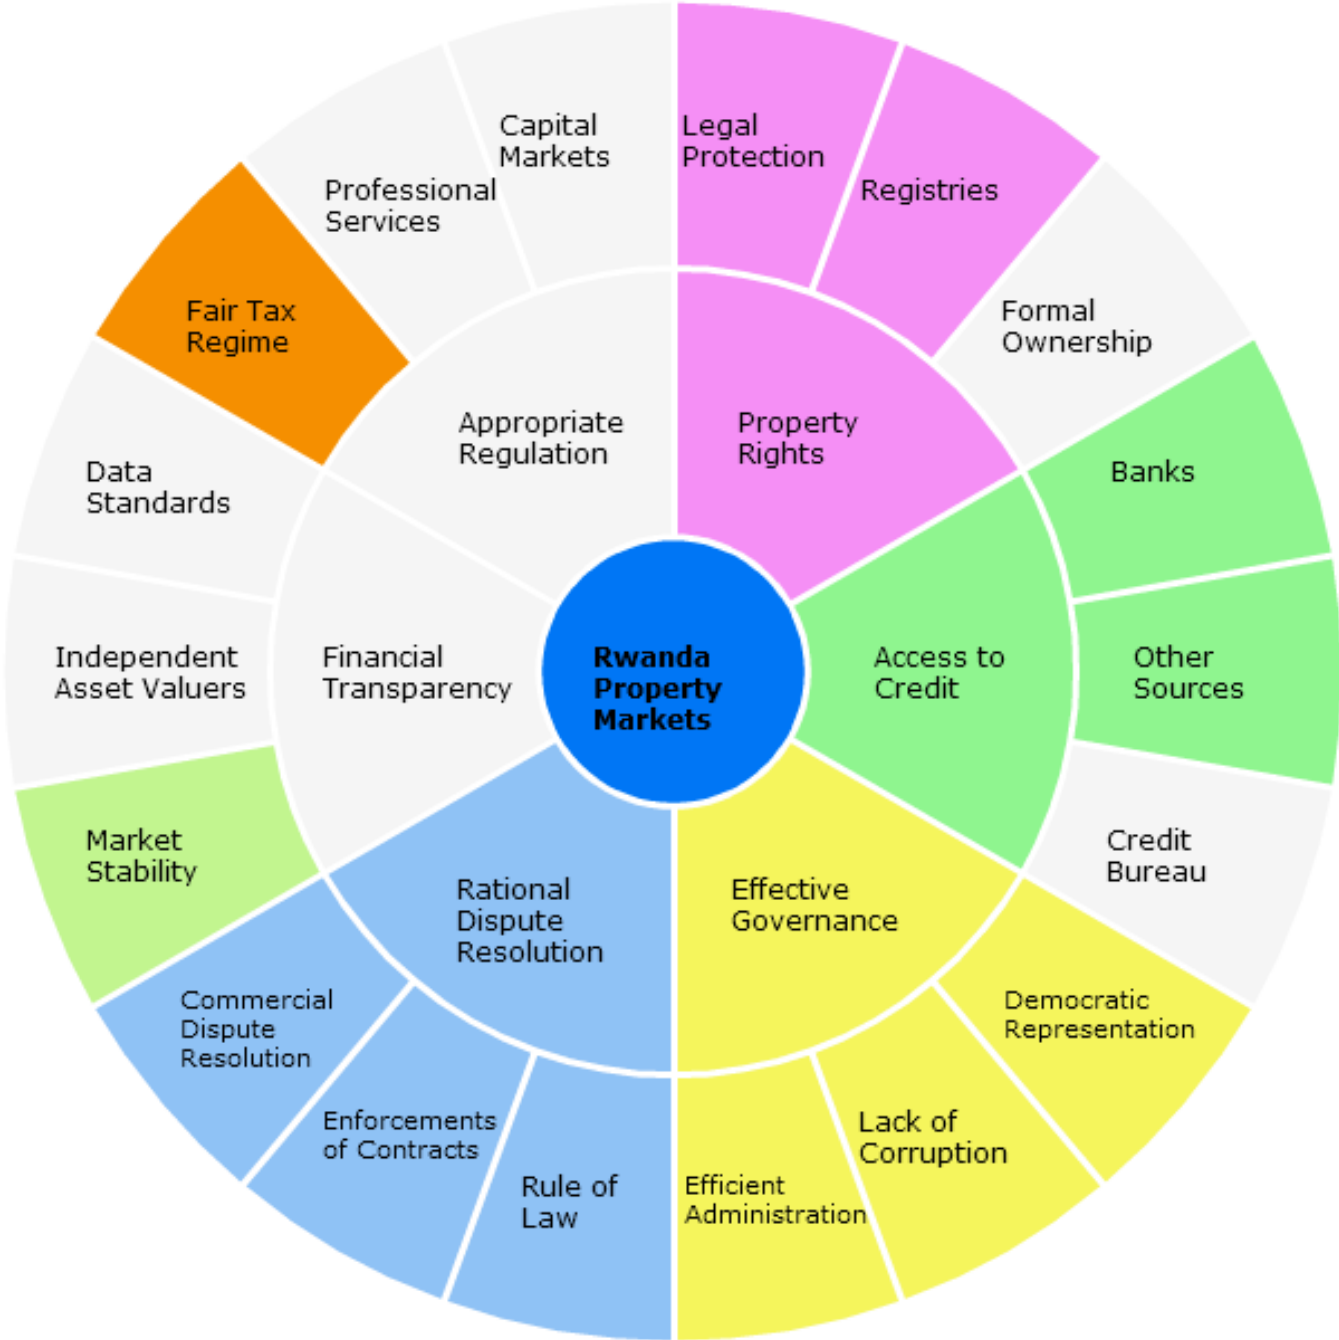 Capital
Markets
Legal
Protection
Professional
Services
Registries
Fair Tax
Regime
Formal
Ownership
Appropriate
Regulation
Property
Rights
Data
Standards
Banks
Independent
Asset Valuers
Financial
Transparency
Rwanda
Property
Markets
Access to
Credit
Other
Sources
Market
Stability
Credit
Bureau
Rational
Dispute
Resolution
Effective
Governance
Commercial
Dispute
Resolution
Democratic
Representation
Enforcements
of Contracts
Lack of
Corruption
Rule of
Law
Efficient
Administration